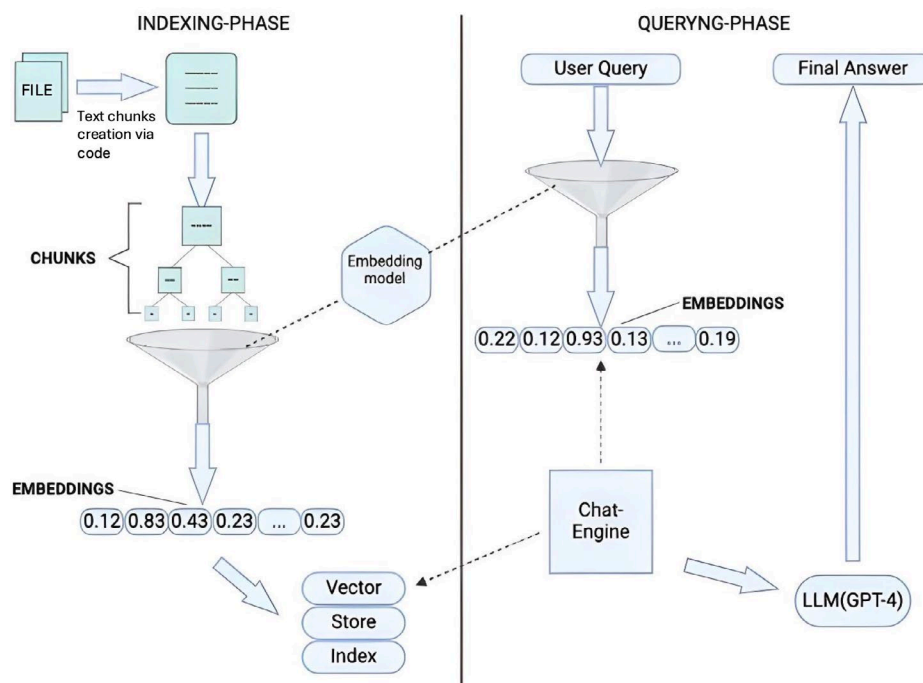 INDEXING-PHASE
FILE
Text chunks
creation via
code
CHUNKS
Embedding
model
EMBEDDINGS
0.12 0.83 0.43 0.23 ... 0.23
Vector
Store
Index
QUERYNG-PHASE
User Query
Final Answer
EMBEDDINGS
0.22 0.12 0.93 0.13 ... 0.19
Chat-
Engine
LLM(GPT-4)